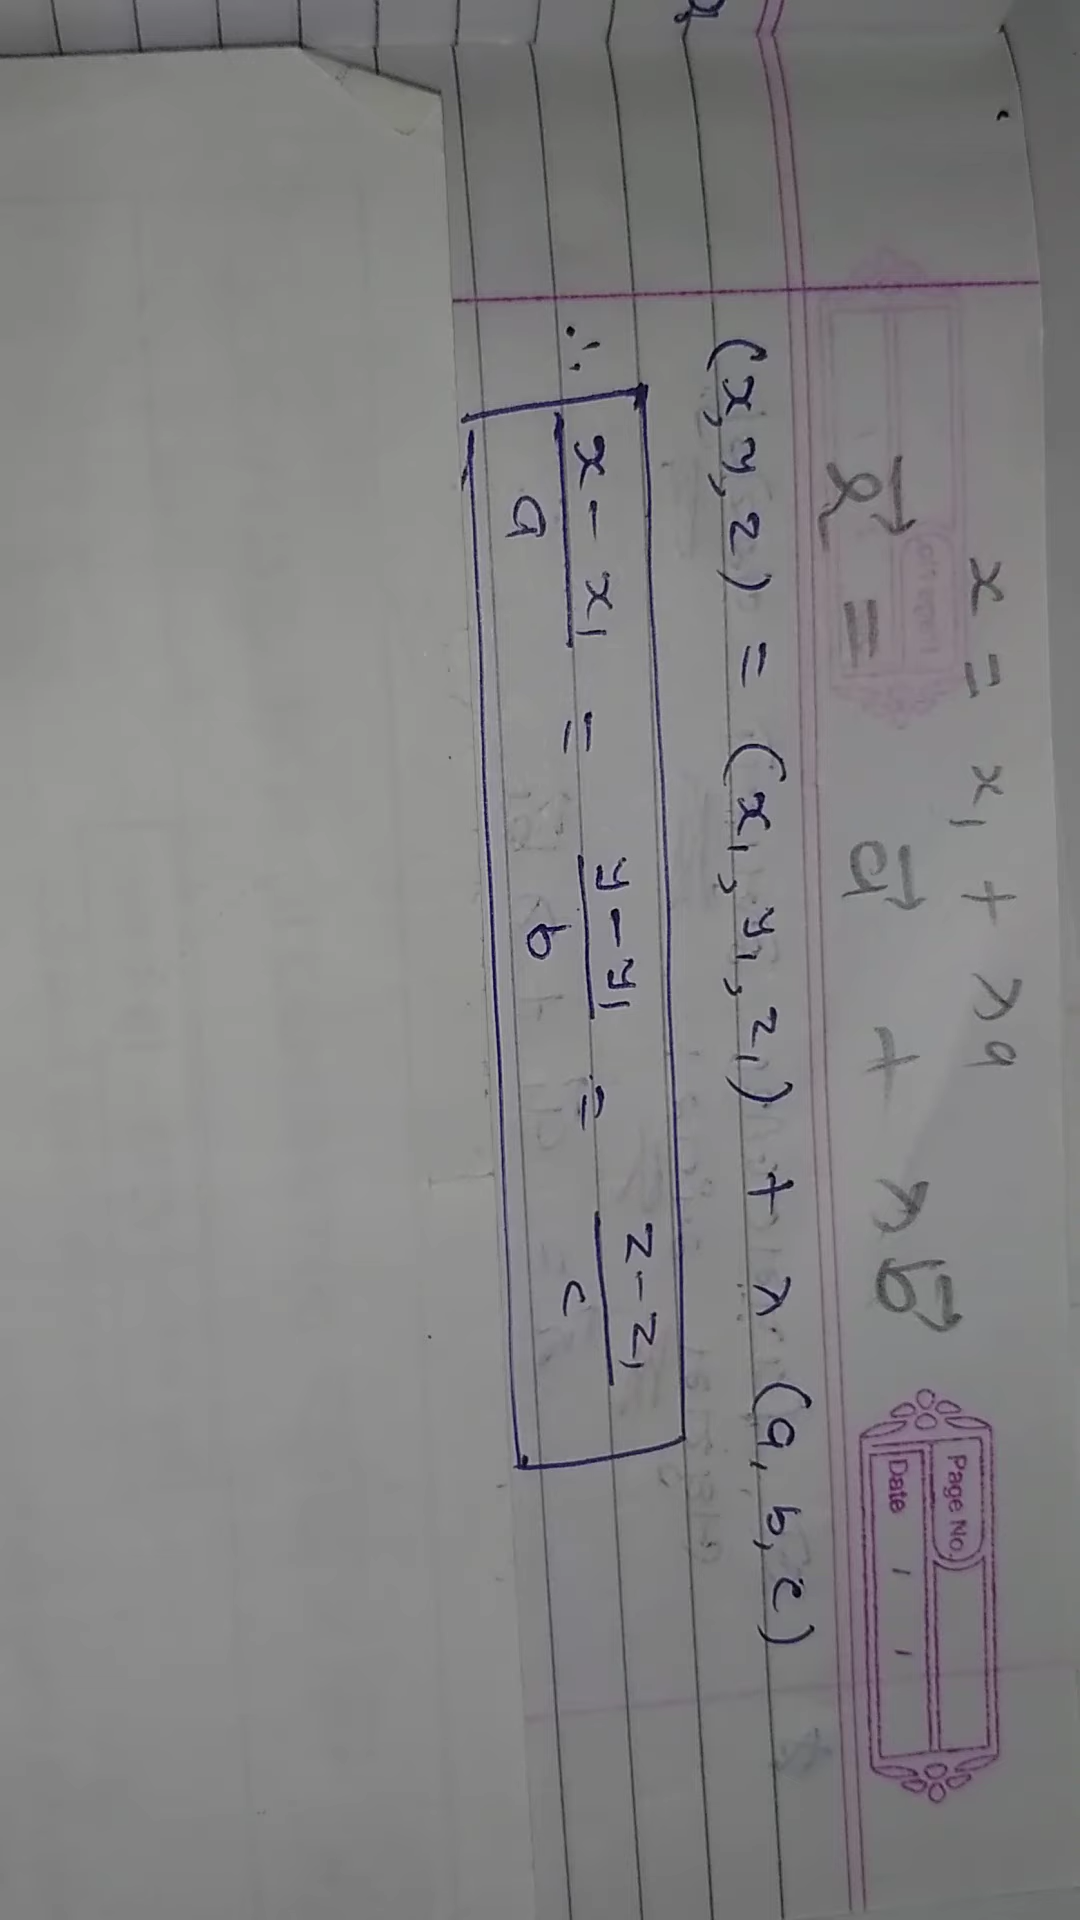 x = x₁ + λa
Page No.
Date / /
r⃗ = a⃗ + λb⃗
(x, y, z) = (x₁, y₁, z₁) + λ (a, b, c)
∴ (x - x₁)/a = (y - y₁)/b = (z - z₁)/c